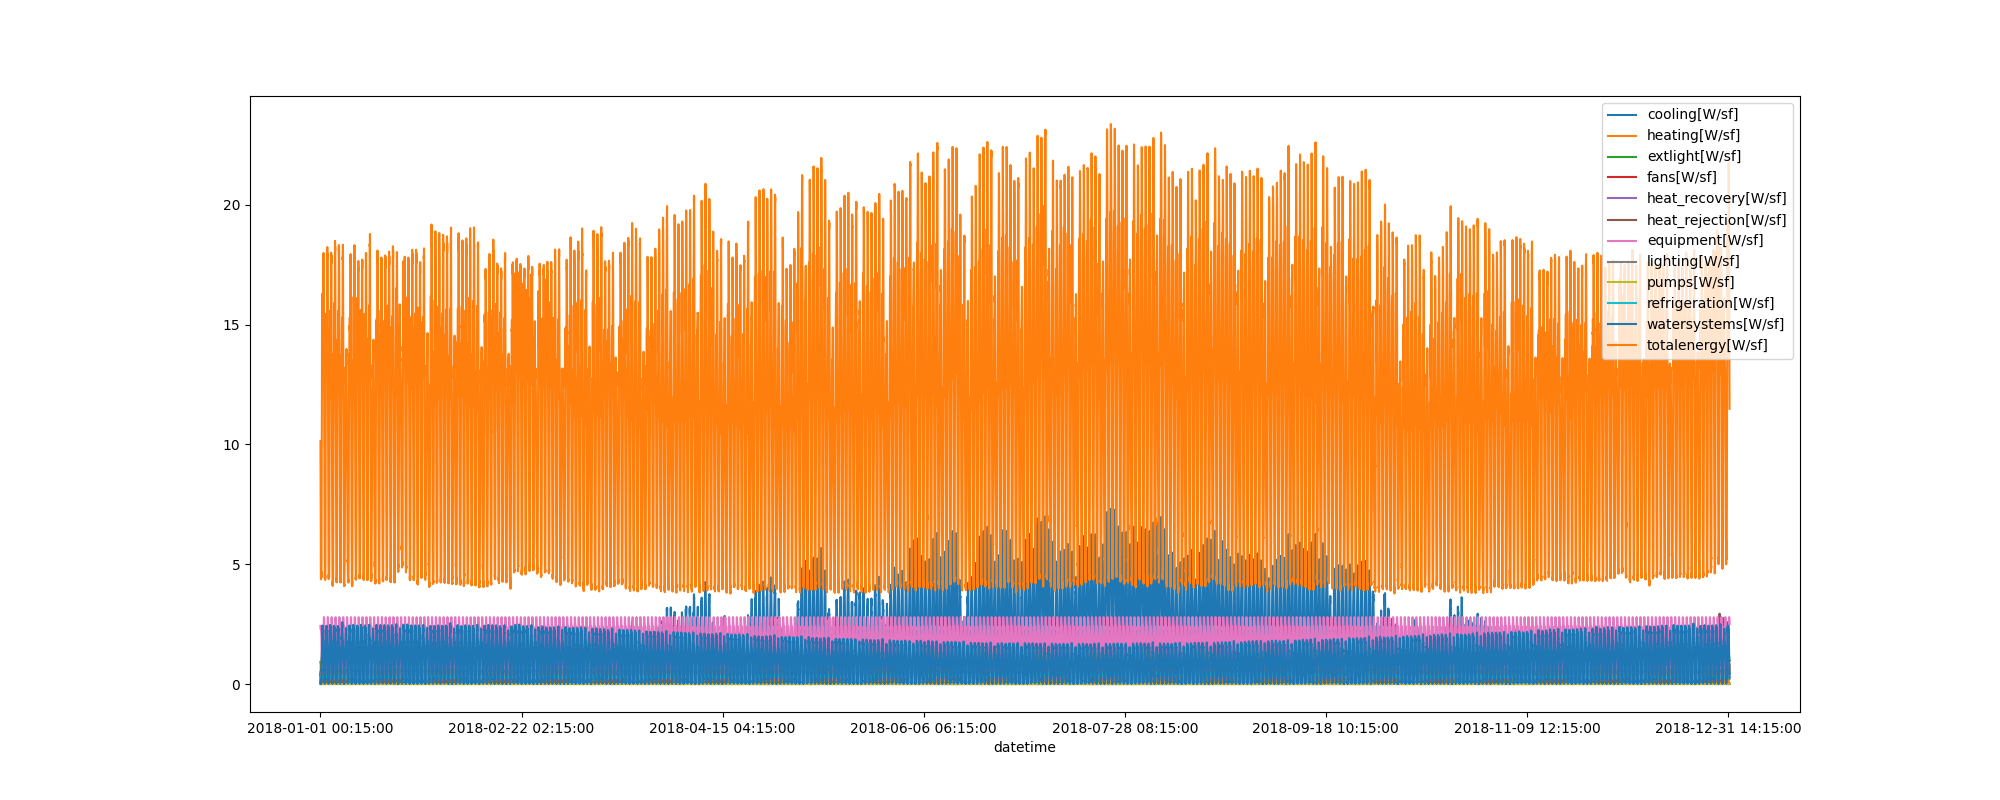 cooling[W/sf]
heating[W/sf]
extlight[W/sf]
fans[W/sf]
heat_recovery[W/sf]
heat_rejection[W/sf]
equipment[W/sf]
lighting[W/sf]
pumps[W/sf]
refrigeration[W/sf]
watersystems[W/sf]
totalenergy[W/sf]
20
15
10
5
0
2018-01-01 00:15:00 2018-02-22 02:15:00 2018-04-15 04:15:00 2018-06-06 06:15:00 2018-07-28 08:15:00 2018-09-18 10:15:00 2018-11-09 12:15:00 2018-12-31 14:15:00
datetime